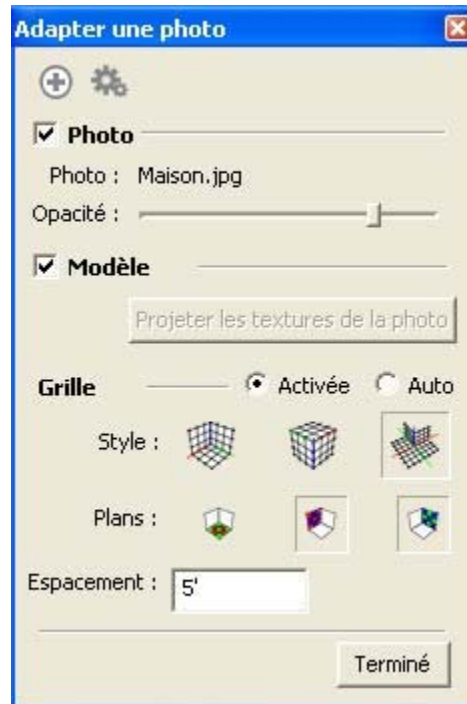 Adapter une photo
Photo
Photo : Maison.jpg
Opacité :
Modèle
Projeter les textures de la photo
Grille Activée Auto
Style :
Plans :
Espacement : 5'
Terminé